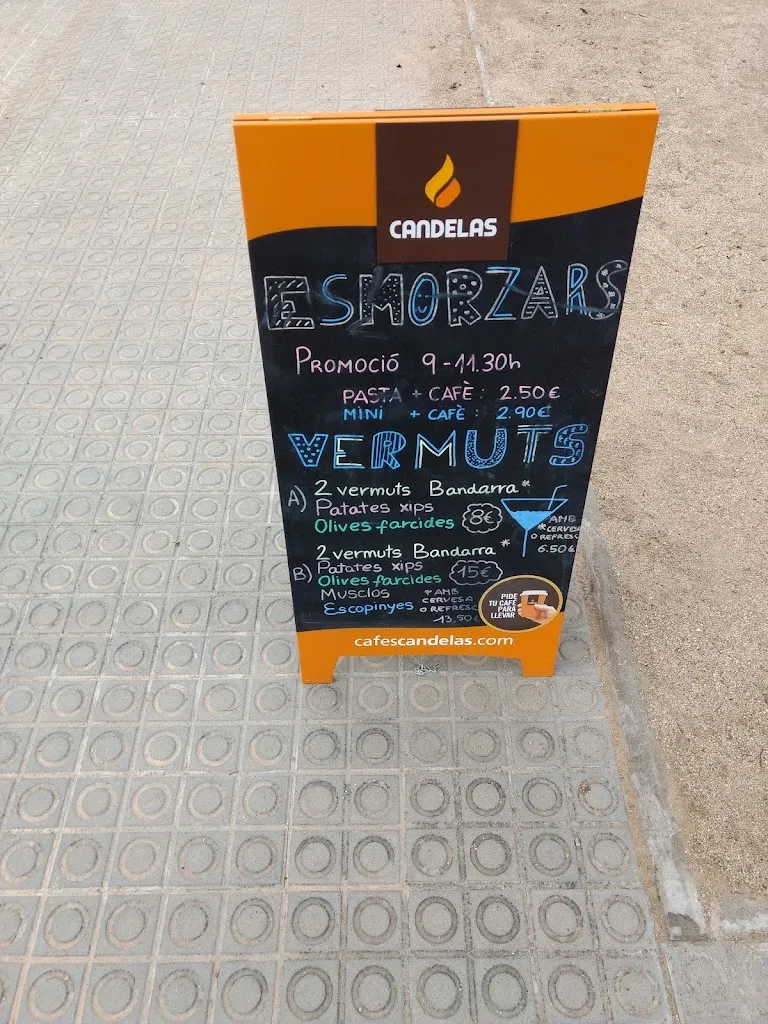 CANDELAS
ESMORZARS
PROMOCIÓ 9-11.30h
PASTA + CAFÈ: 2.50€
MINI + CAFÈ: 2.90€
VERMUTS
A) 2 vermuts Bandarra*
Patates xips
Olives farcides 8€
*AMB
CERVESA
O REFRESC
6.50€
B) 2 vermuts Bandarra*
Patates xips
Olives farcides 15€
Musclos
Escopinyes
*AMB
CERVESA
O REFRESC
13.50€
PIDE
TU CAFÉ
PARA
LLEVAR
cafescandelas.com